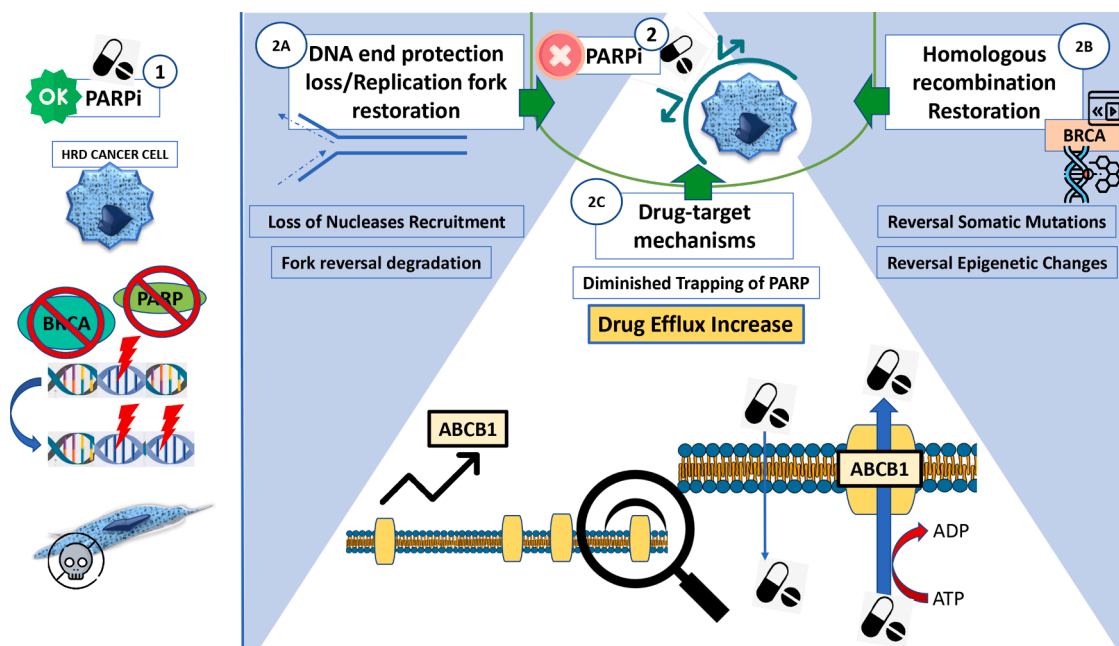 1
OK
PARPi
HRD CANCER CELL
BRCA
PARP
2A
DNA end protection
loss/Replication fork
restoration
Loss of Nucleases Recruitment
Fork reversal degradation
2
PARPi
2B
Homologous
recombination
Restoration
BRCA
Reversal Somatic Mutations
Reversal Epigenetic Changes
2C
Drug-target
mechanisms
Diminished Trapping of PARP
Drug Efflux Increase
ABCB1
ABCB1
ADP
ATP